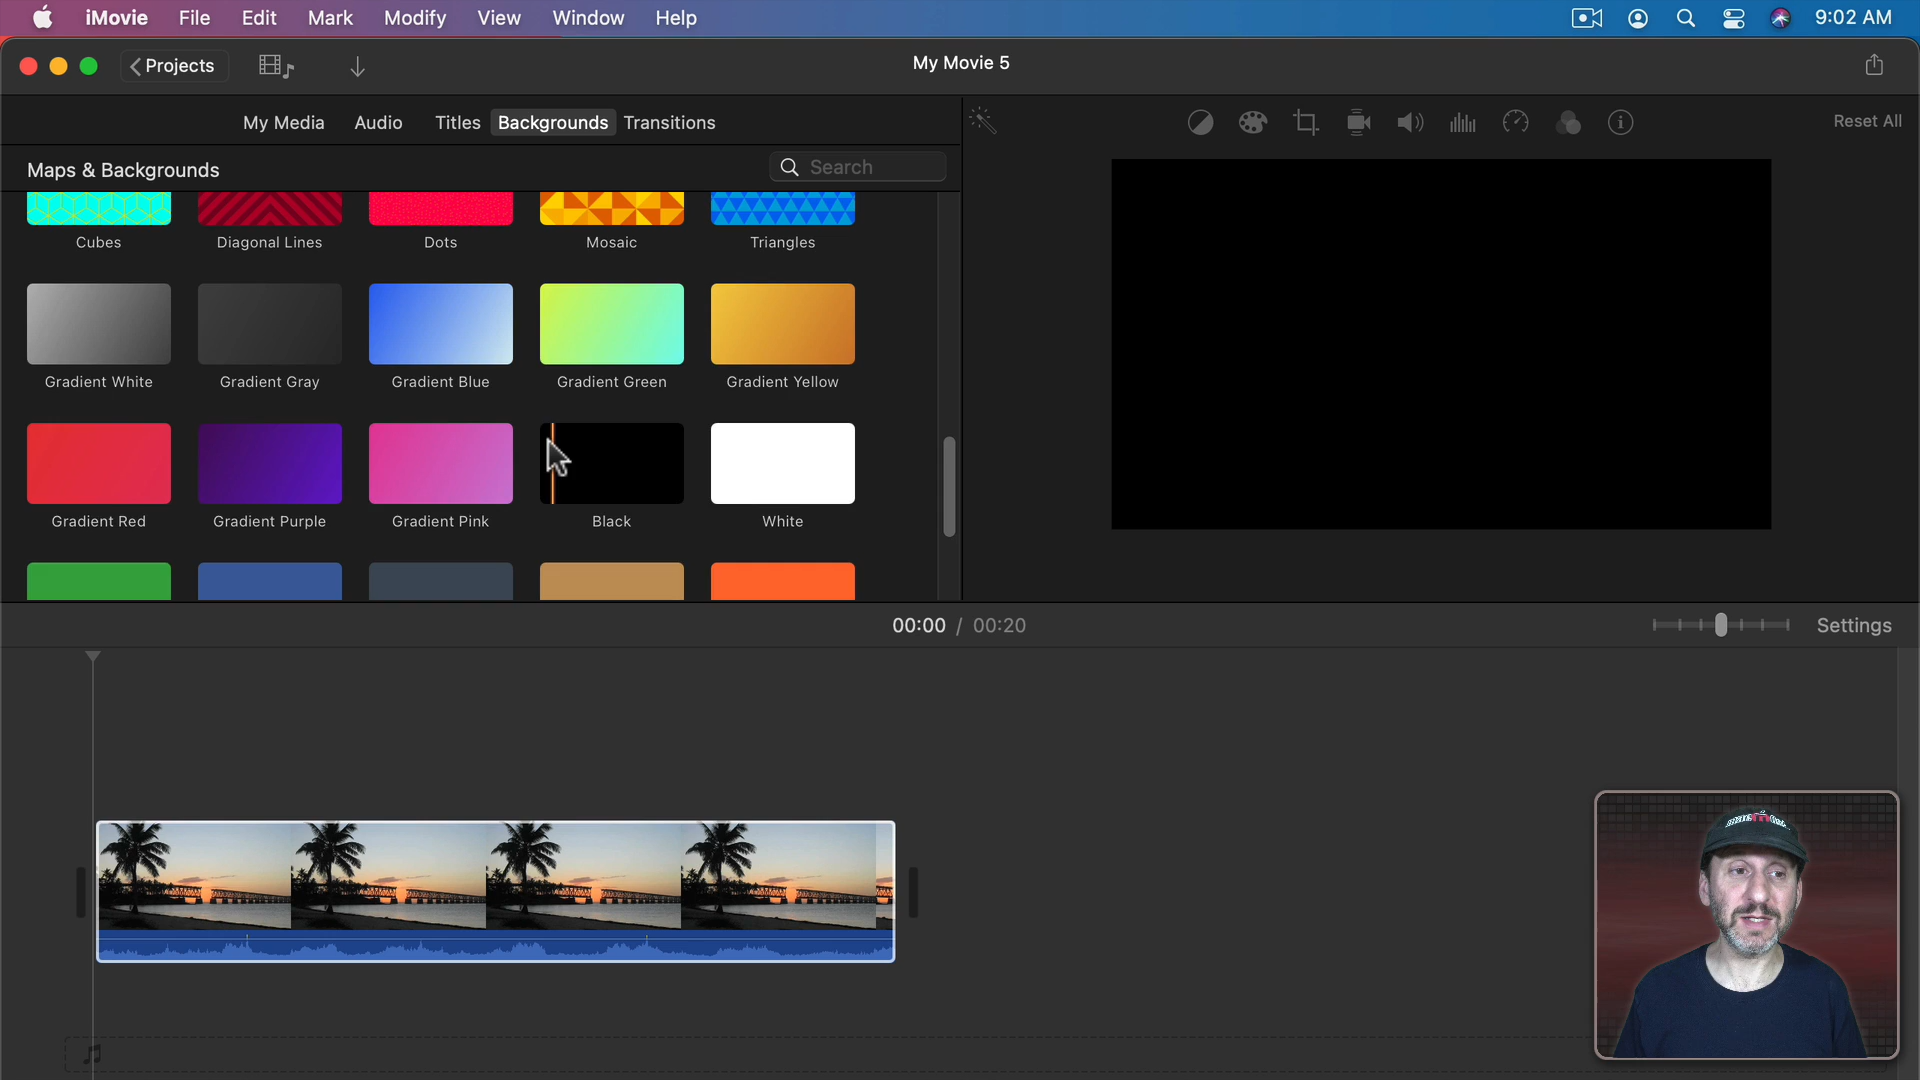 iMovie File Edit Mark Modify View Window Help 9:02 AM
Projects My Movie 5
My Media Audio Titles Backgrounds Transitions Reset All
Maps & Backgrounds Search
Cubes Diagonal Lines Dots Mosaic Triangles
Gradient White Gradient Gray Gradient Blue Gradient Green Gradient Yellow
Gradient Red Gradient Purple Gradient Pink Black White
00:00 / 00:20 Settings